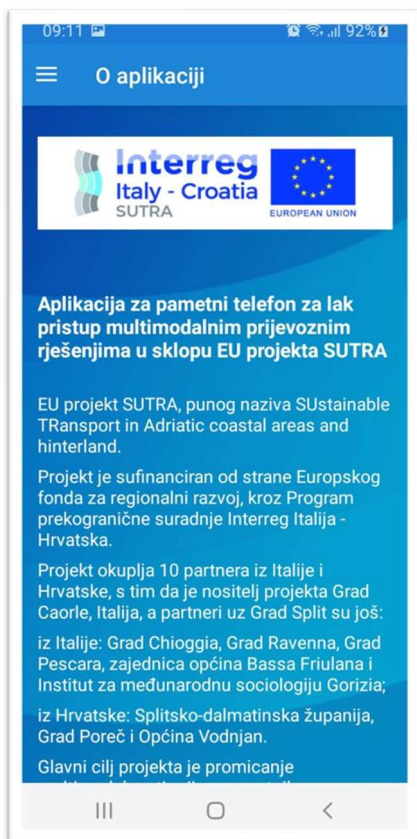 09:11 92%
O aplikaciji
Interreg
Italy - Croatia
SUTRA
EUROPEAN UNION
Aplikacija za pametni telefon za lak
pristup multimodalnim prijevoznim
rješenjima u sklopu EU projekta SUTRA
EU projekt SUTRA, punog naziva SUstainable
TRansport in Adriatic coastal areas and
hinterland.
Projekt je sufinanciran od strane Europskog
fonda za regionalni razvoj, kroz Program
prekogranične suradnje Interreg Italija -
Hrvatska.
Projekt okuplja 10 partnera iz Italije i
Hrvatske, s tim da je nositelj projekta Grad
Caorle, Italija, a partneri uz Grad Split su još:
iz Italije: Grad Chioggia, Grad Ravenna, Grad
Pescara, zajednica općina Bassa Friulana i
Institut za međunarodnu sociologiju Gorizia;
iz Hrvatske: Splitsko-dalmatinska županija,
Grad Poreč i Općina Vodnjan.
Glavni cilj projekta je promicanje